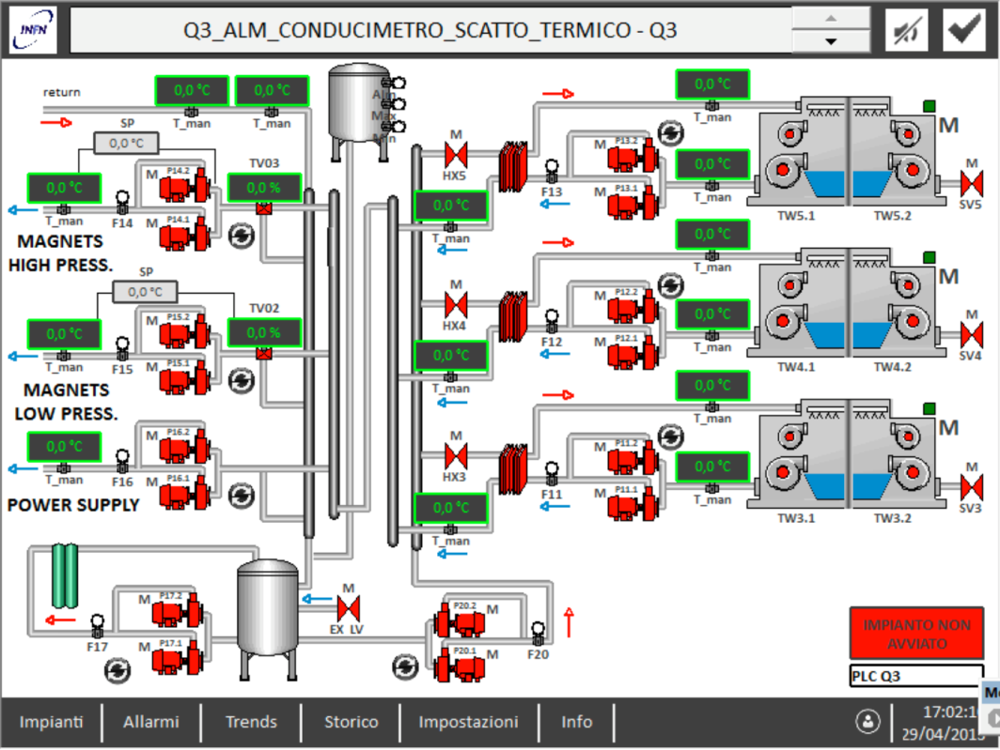 INFN
Q3_ALM_CONDUCIMETRO_SCATTO_TERMICO - Q3
return
0,0 °C
0,0 °C
T_man
T_man
SP
0,0 °C
0,0 °C
T_man
F14
M
P14.2
M
P14.1
TV03
0,0 %
MAGNETS
HIGH PRESS.
SP
0,0 °C
0,0 °C
T_man
F15
M
P15.2
M
P15.1
TV02
0,0 %
MAGNETS
LOW PRESS.
0,0 °C
T_man
F16
M
P16.2
M
P16.1
POWER SUPPLY
Max
M
HX5
0,0 °C
T_man
F13
M
P13.2
M
P13.1
0,0 °C
T_man
0,0 °C
T_man
TW5.1
TW5.2
M
M
SV5
M
HX4
0,0 °C
T_man
F12
M
P12.2
M
P12.1
0,0 °C
T_man
0,0 °C
T_man
TW4.1
TW4.2
M
M
SV4
M
HX3
0,0 °C
T_man
F11
M
P11.2
M
P11.1
0,0 °C
T_man
0,0 °C
T_man
TW3.1
TW3.2
M
M
SV3
F17
M
P17.2
M
P17.1
M
EX LV
P20.2
M
P20.1
M
F20
IMPIANTO NON
AVVIATO
PLC Q3
Impianti
Allarmi
Trends
Storico
Impostazioni
Info
17:02:1
29/04/201